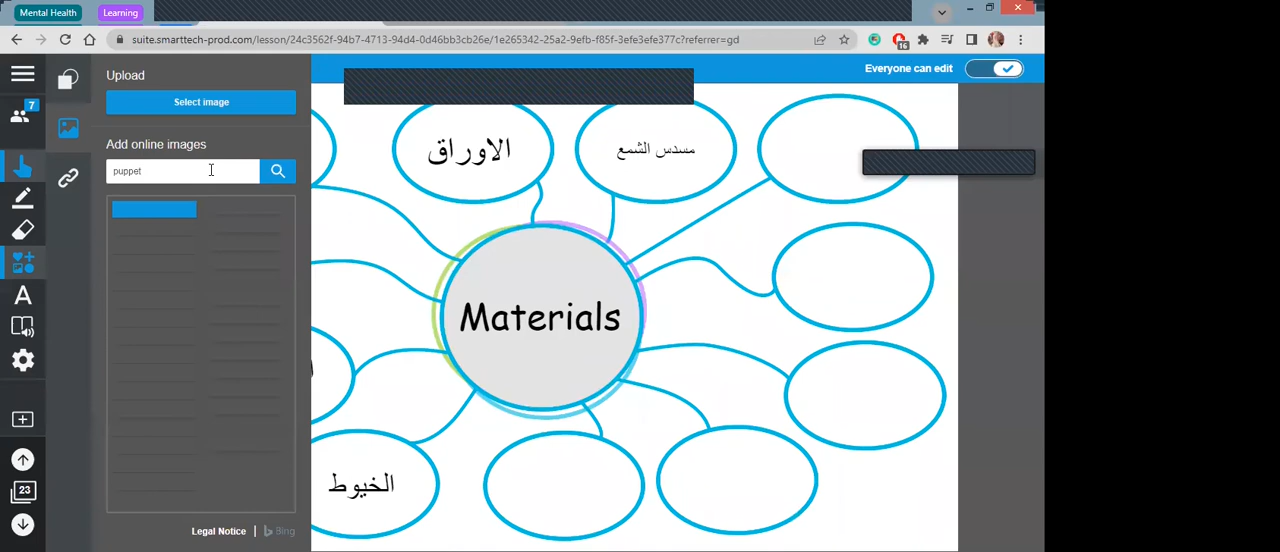 Mental Health
Learning
suite.smarttech-prod.com/lesson/24c3562f-94b7-4713-94d4-0d46bb3cb26e/1e265342-25a2-9efb-f85f-3efe3efe377c?referrer=gd
16
7
Upload
Everyone can edit
Select image
Add online images
puppet
الاوراق
مسدس الشمع
Materials
A
الخيوط
23
Legal Notice
Bing